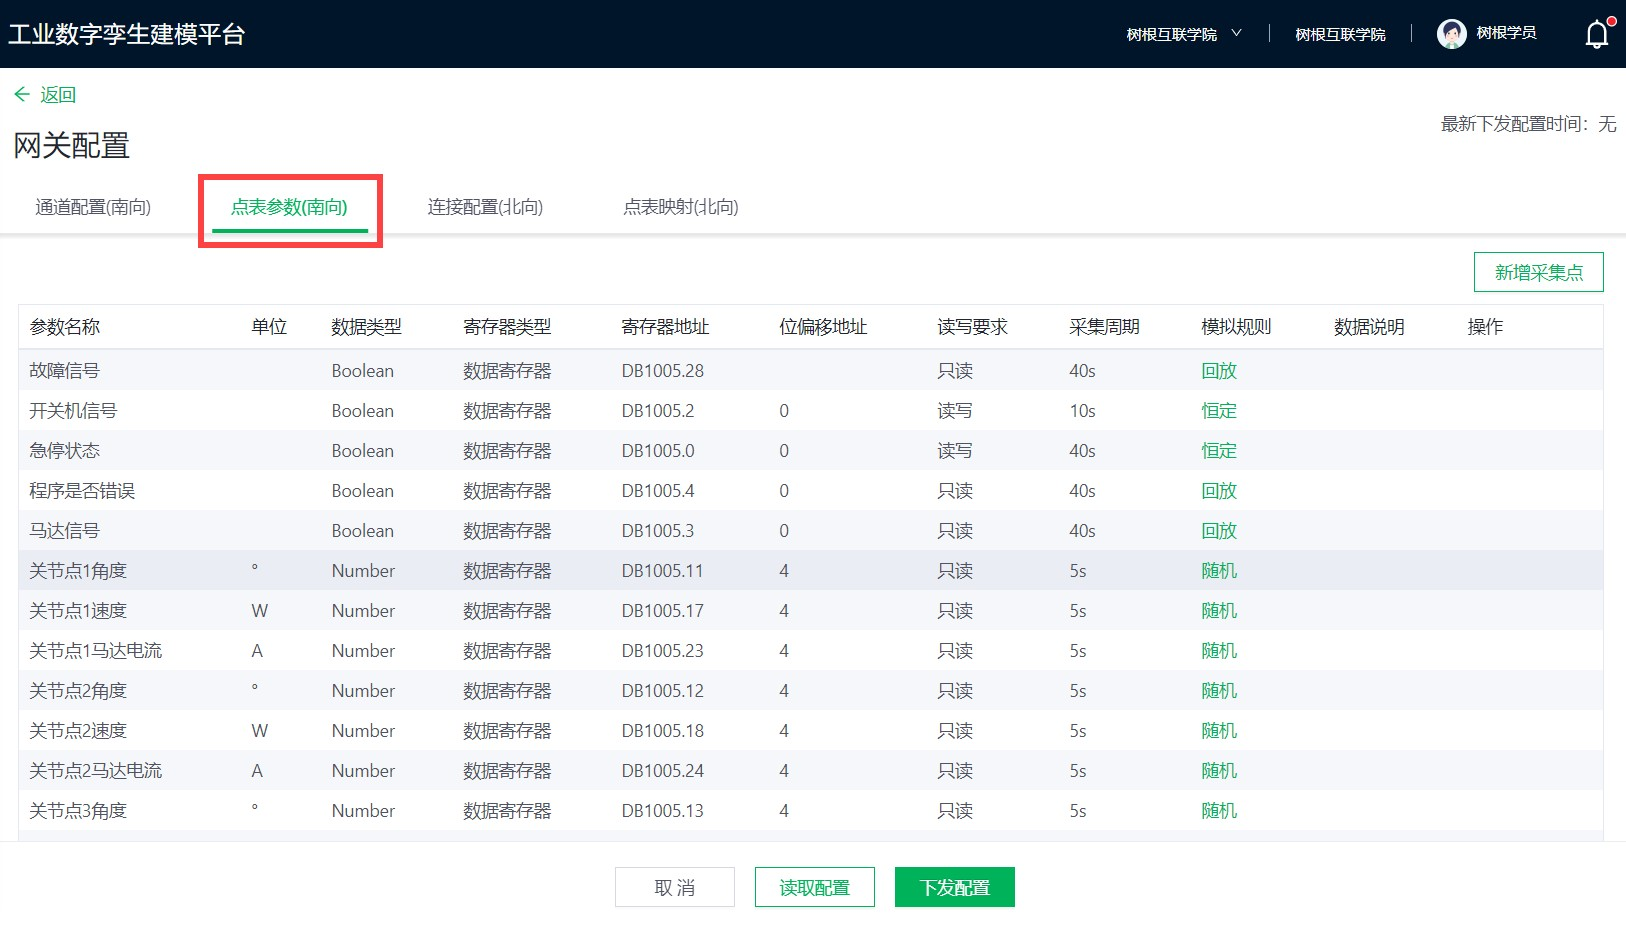 工业数字孪生建模平台 树根互联学院 树根互联学院 树根学员
返回
最新下发配置时间：无
网关配置
通道配置(南向) 点表参数(南向) 连接配置(北向) 点表映射(北向)
新增采集点
参数名称 单位 数据类型 寄存器类型 寄存器地址 位偏移地址 读写要求 采集周期 模拟规则 数据说明 操作
故障信号 Boolean 数据寄存器 DB1005.28 只读 40s 回放
开关机信号 Boolean 数据寄存器 DB1005.2 0 读写 10s 恒定
急停状态 Boolean 数据寄存器 DB1005.0 0 读写 40s 恒定
程序是否错误 Boolean 数据寄存器 DB1005.4 0 只读 40s 回放
马达信号 Boolean 数据寄存器 DB1005.3 0 只读 40s 回放
关节点1角度 ° Number 数据寄存器 DB1005.11 4 只读 5s 随机
关节点1速度 W Number 数据寄存器 DB1005.17 4 只读 5s 随机
关节点1马达电流 A Number 数据寄存器 DB1005.23 4 只读 5s 随机
关节点2角度 ° Number 数据寄存器 DB1005.12 4 只读 5s 随机
关节点2速度 W Number 数据寄存器 DB1005.18 4 只读 5s 随机
关节点2马达电流 A Number 数据寄存器 DB1005.24 4 只读 5s 随机
关节点3角度 ° Number 数据寄存器 DB1005.13 4 只读 5s 随机
取消 读取配置 下发配置